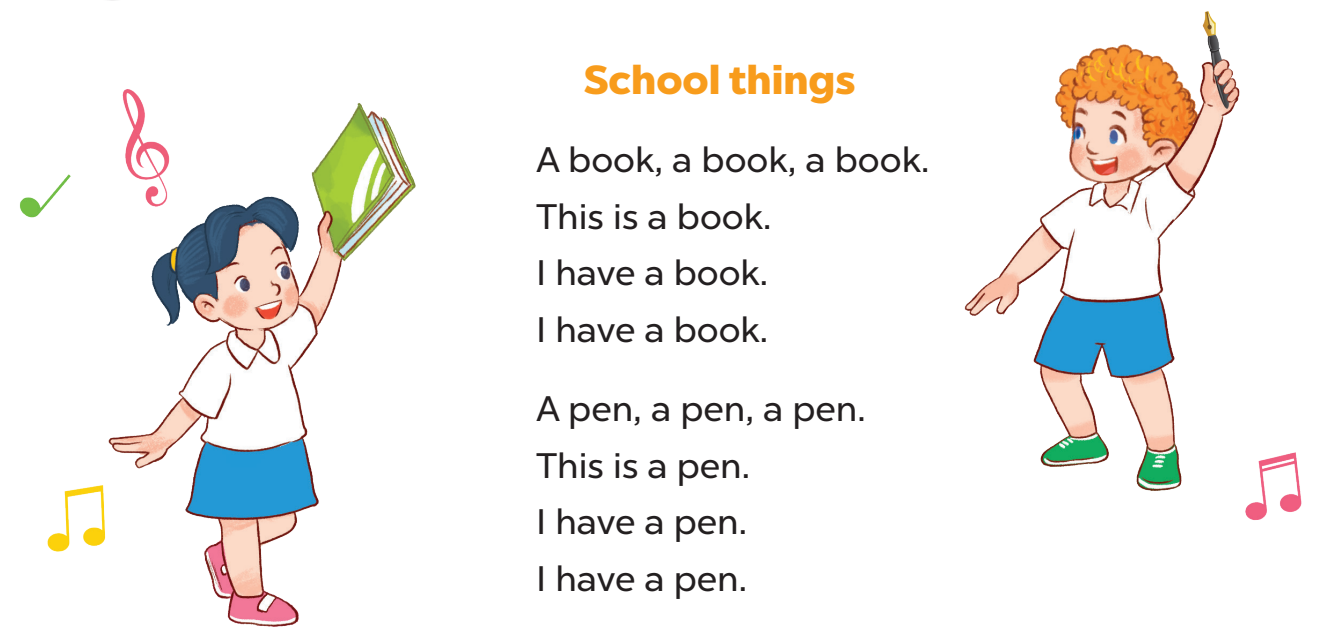 School things
A book, a book, a book.
This is a book.
I have a book.
I have a book.
A pen, a pen, a pen.
This is a pen.
I have a pen.
I have a pen.